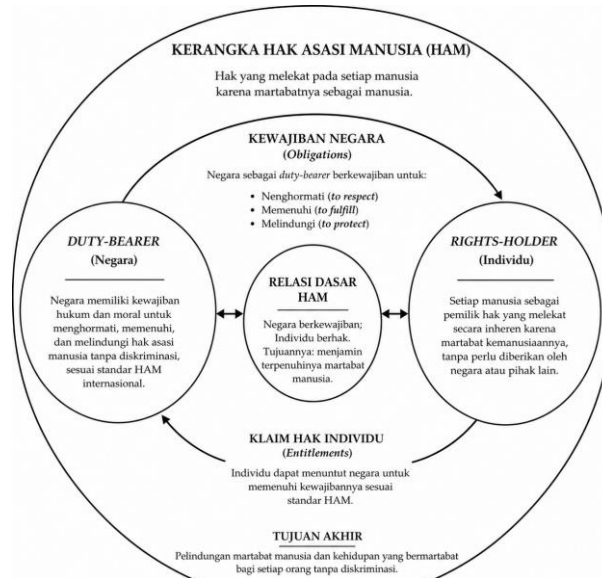 KERANGKA HAK ASASI MANUSIA (HAM)
Hak yang melekat pada setiap manusia
karena martabatnya sebagai manusia.
KEWAJIBAN NEGARA
(Obligations)
Negara sebagai duty-bearer berkewajiban untuk:
• Nenghormati (to respect)
• Memenuhi (to fulfill)
• Melindungi (to protect)
DUTY-BEARER
(Negara)
Negara memiliki kewajiban
hukum dan moral untuk
menghormati, memenuhi,
dan melindungi hak asasi
manusia tanpa diskriminasi,
sesuai standar HAM
internasional.
RELASI DASAR
HAM
Negara berkewajiban;
Individu berhak.
Tujuannya: menjamin
terpenuhinya martabat
manusia.
RIGHTS-HOLDER
(Individu)
Setiap manusia sebagai
pemilik hak yang melekat
secara inheren karena
martabat kemanusiaannya,
tanpa perlu diberikan oleh
negara atau pihak lain.
KLAIM HAK INDIVIDU
(Entitlements)
Individu dapat menuntut negara untuk
memenuhi kewajibannya sesuai
standar HAM.
TUJUAN AKHIR
Pelindungan martabat manusia dan kehidupan yang bermartabat
bagi setiap orang tanpa diskriminasi.